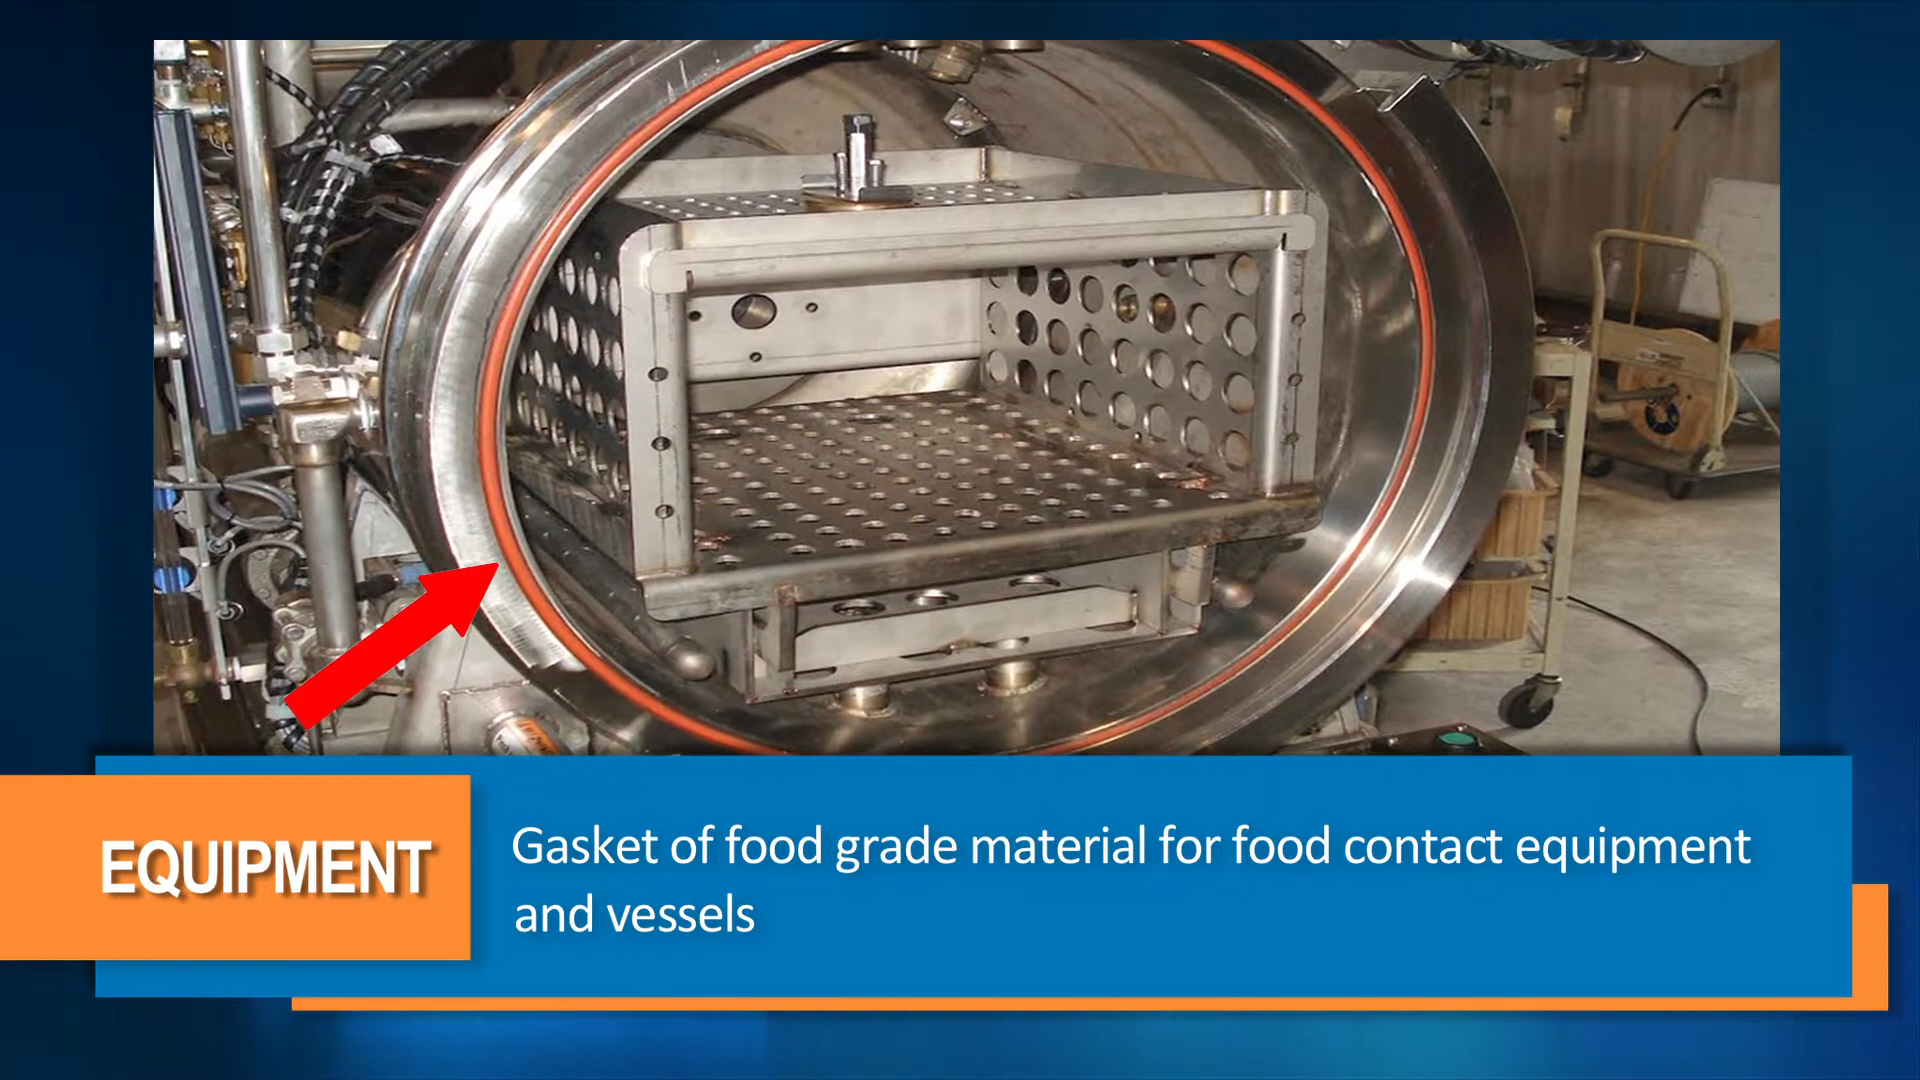 EQUIPMENT
Gasket of food grade material for food contact equipment
and vessels